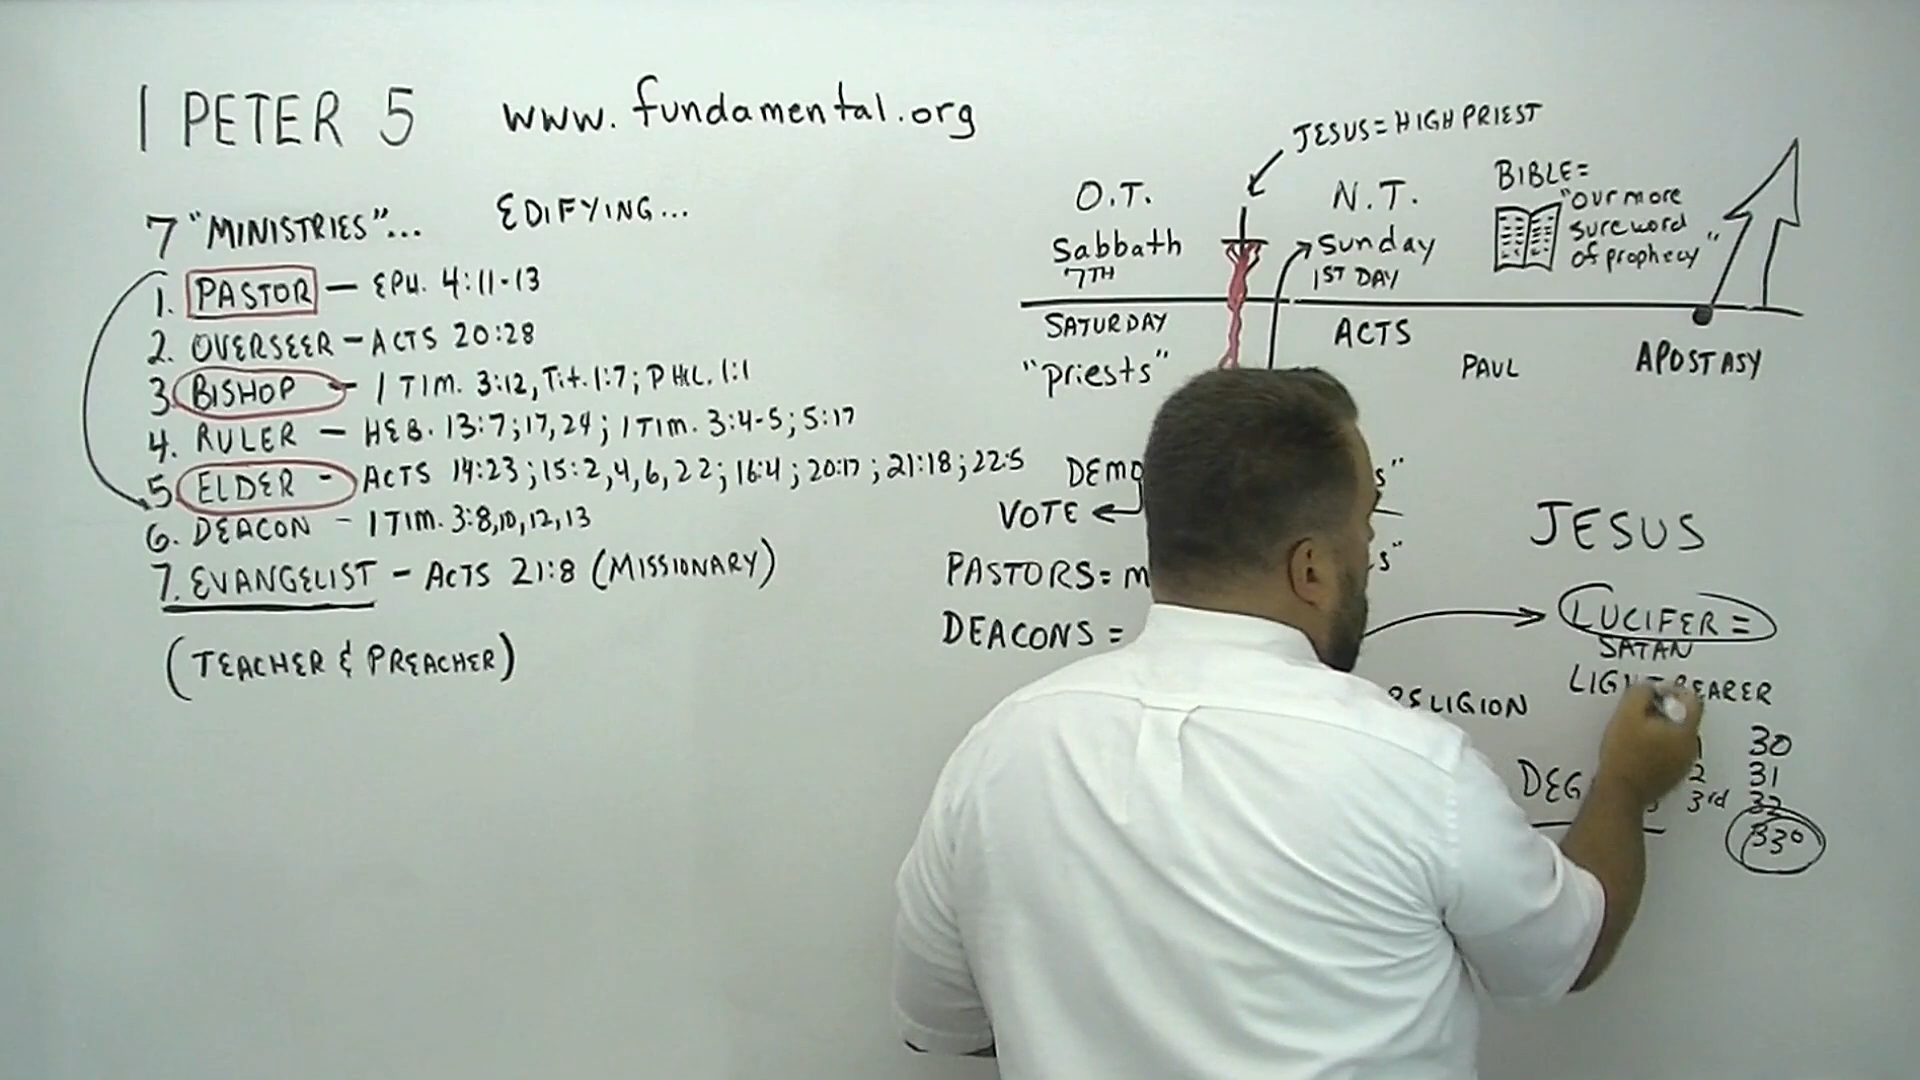 1 PETER 5
www.fundamental.org
7 "MINISTRIES"...
EDIFYING...
1. PASTOR — EPH. 4:11-13
2. OVERSEER — ACTS 20:28
3. BISHOP — 1 TIM. 3:12, Tit. 1:7; PHIL. 1:1
4. RULER — HEB. 13:7;17,24; 1 TIM. 3:4-5; 5:17
5. ELDER - ACTS 14:23; 15:2,4,6,22; 16:4; 20:17; 21:18; 22:5
6. DEACON - 1 TIM. 3:8,10,12,13
7. EVANGELIST - ACTS 21:8 (MISSIONARY)
(TEACHER & PREACHER)
JESUS = HIGH PRIEST
O.T.
Sabbath
7TH
SATURDAY
"priests"
N.T.
Sunday
1ST DAY
ACTS
PAUL
BIBLE =
"our more
sure word
of prophecy"
APOSTASY
VOTE
PASTORS =
DEACONS =
JESUS
LUCIFER =
SATAN
BEARER
RELIGION
2
3rd
30
31
32
33°